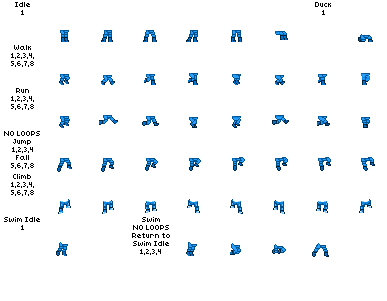 Idle
1
Duck
1
Walk
1,2,3,4,
5,6,7,8
Run
1,2,3,4,
5,6,7,8
NO LOOPS
Jump
1,2,3,4
Fall
5,6,7,8
Climb
1,2,3,4,
5,6,7,8
Swim Idle
1
Swim
NO LOOPS
Return to
Swim Idle
1,2,3,4